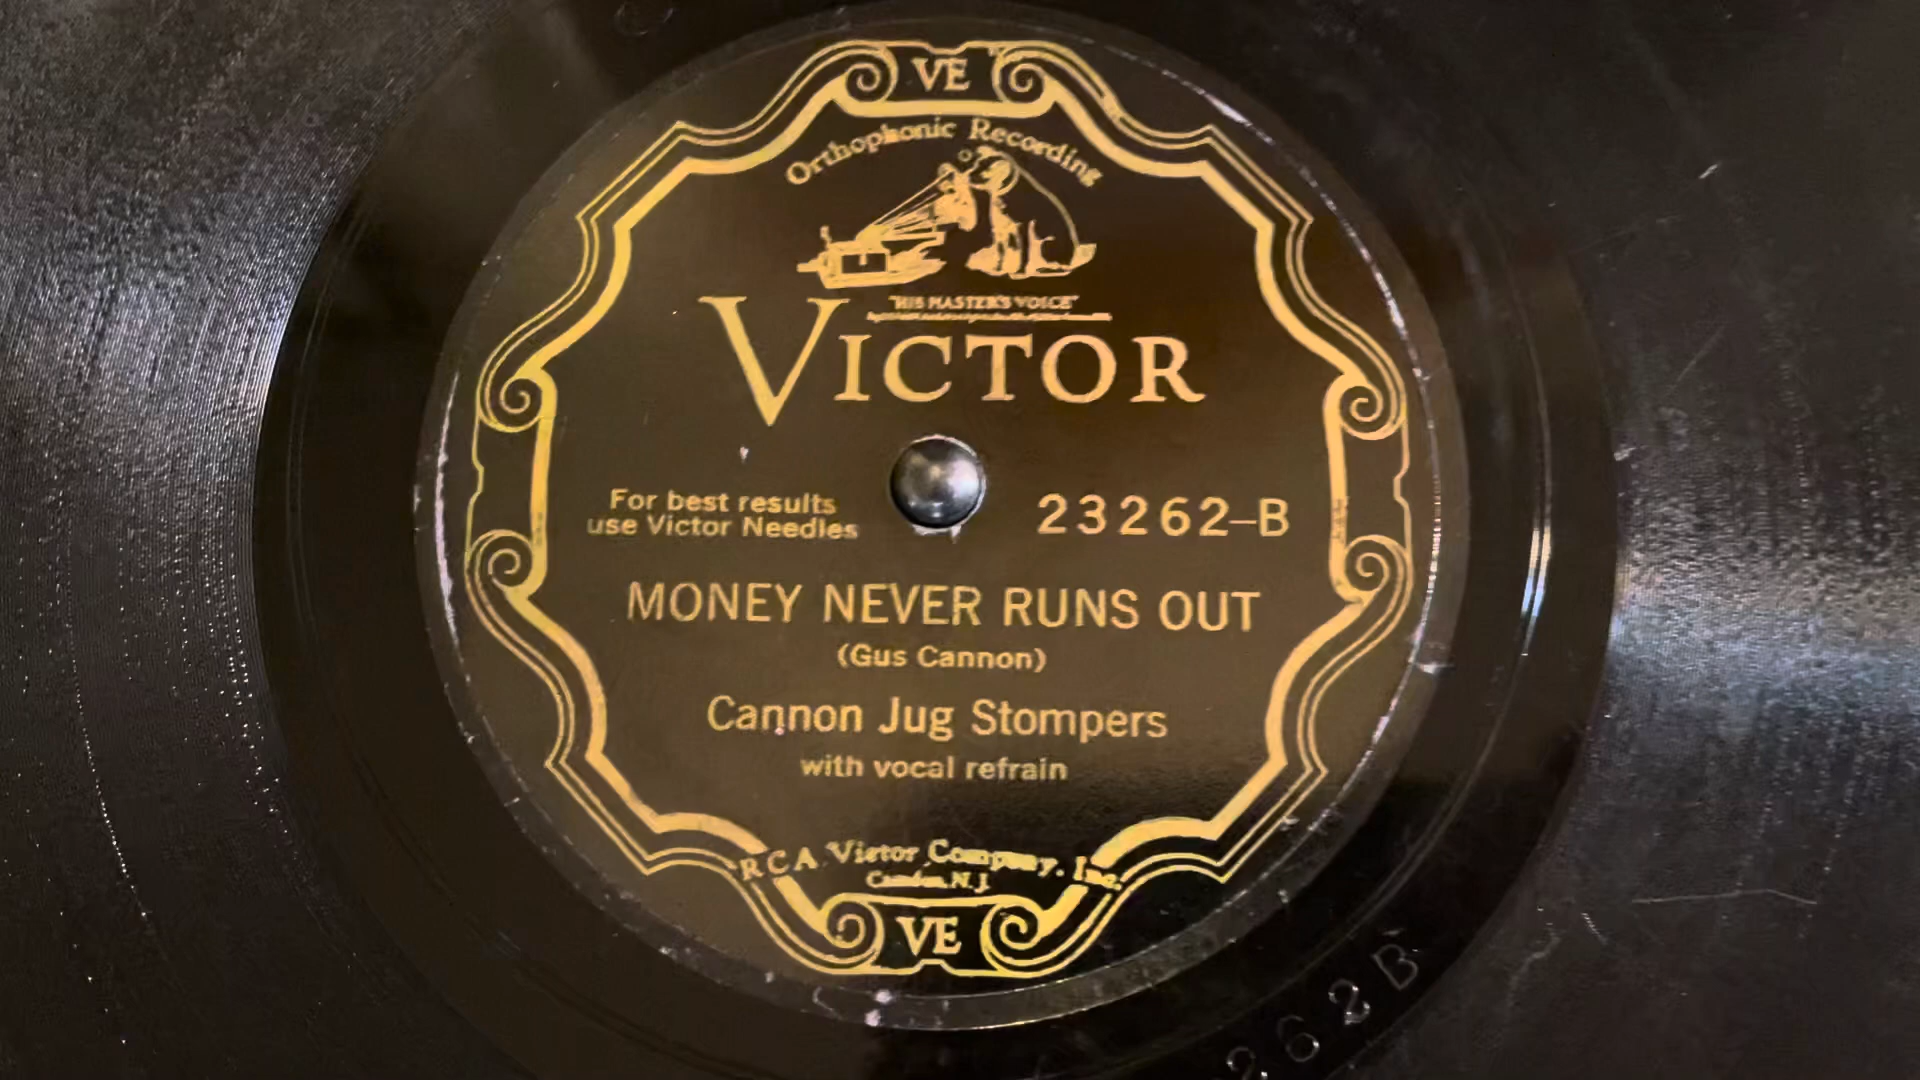 VE
Orthophonic Recording
"HIS MASTER'S VOICE"
VICTOR
For best results
use Victor Needles
23262-B
MONEY NEVER RUNS OUT
(Gus Cannon)
Cannon Jug Stompers
with vocal refrain
RCA Victor Company, Inc.
Camden, N.J.
VE
262B